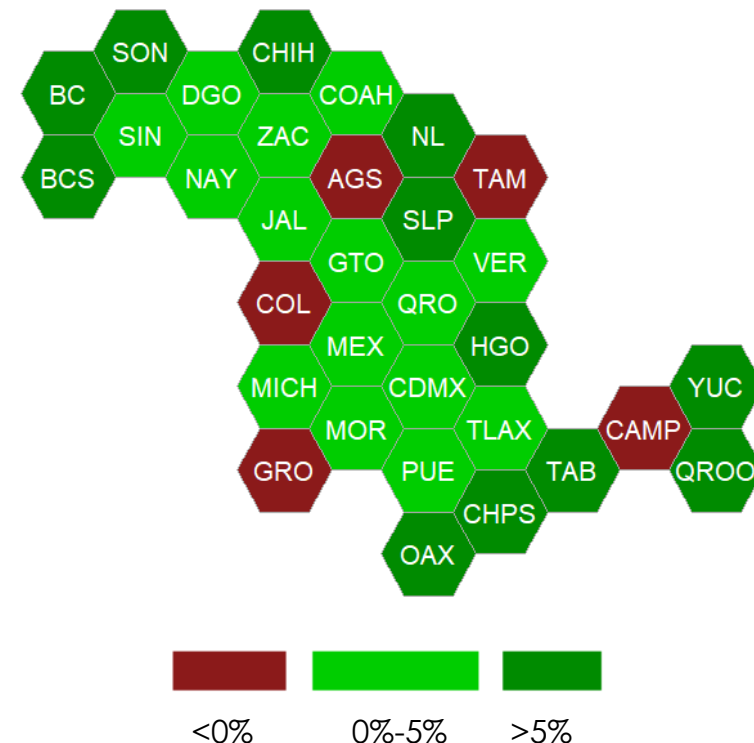 SON
CHIH
BC
DGO
COAH
SIN
ZAC
NL
BCS
NAY
AGS
TAM
JAL
SLP
GTO
VER
COL
QRO
MEX
HGO
MICH
CDMX
YUC
MOR
TLAX
CAMP
GRO
PUE
TAB
QROO
CHPS
OAX
<0% 0%-5% >5%